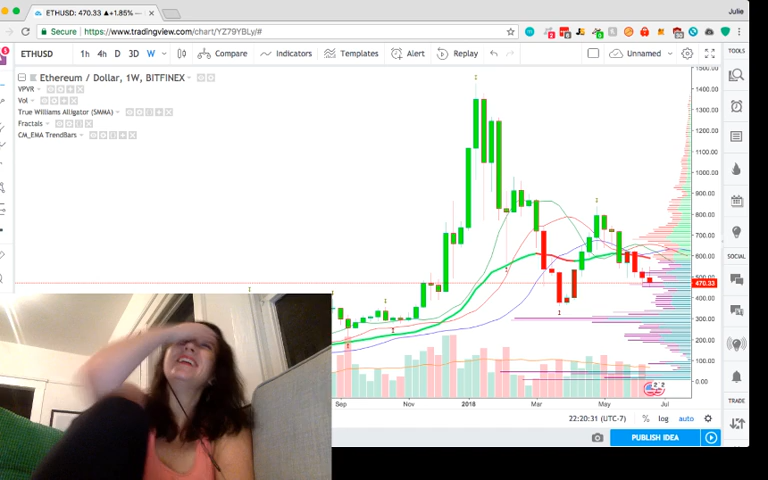 ETHUSD: 470.33 ▲+1.85% —
Julie
Secure https://www.tradingview.com/chart/YZ79YBLy/#
ETHUSD 1h 4h D 3D W Compare Indicators Templates Alert Replay Unnamed
TOOLS
Ethereum / Dollar, 1W, BITFINEX
VPVR
Vol
True Williams Alligator (SMMA)
Fractals
CM_EMA TrendBars
1500.00
1400.00
1300.00
1200.00
1100.00
1000.00
900.00
800.00
700.00
600.00
500.00
470.33
400.00
300.00
200.00
100.00
0.00
SOCIAL
TRADE
Sep Nov 2018 Mar May Jul
22:20:31 (UTC-7) % log auto
PUBLISH IDEA